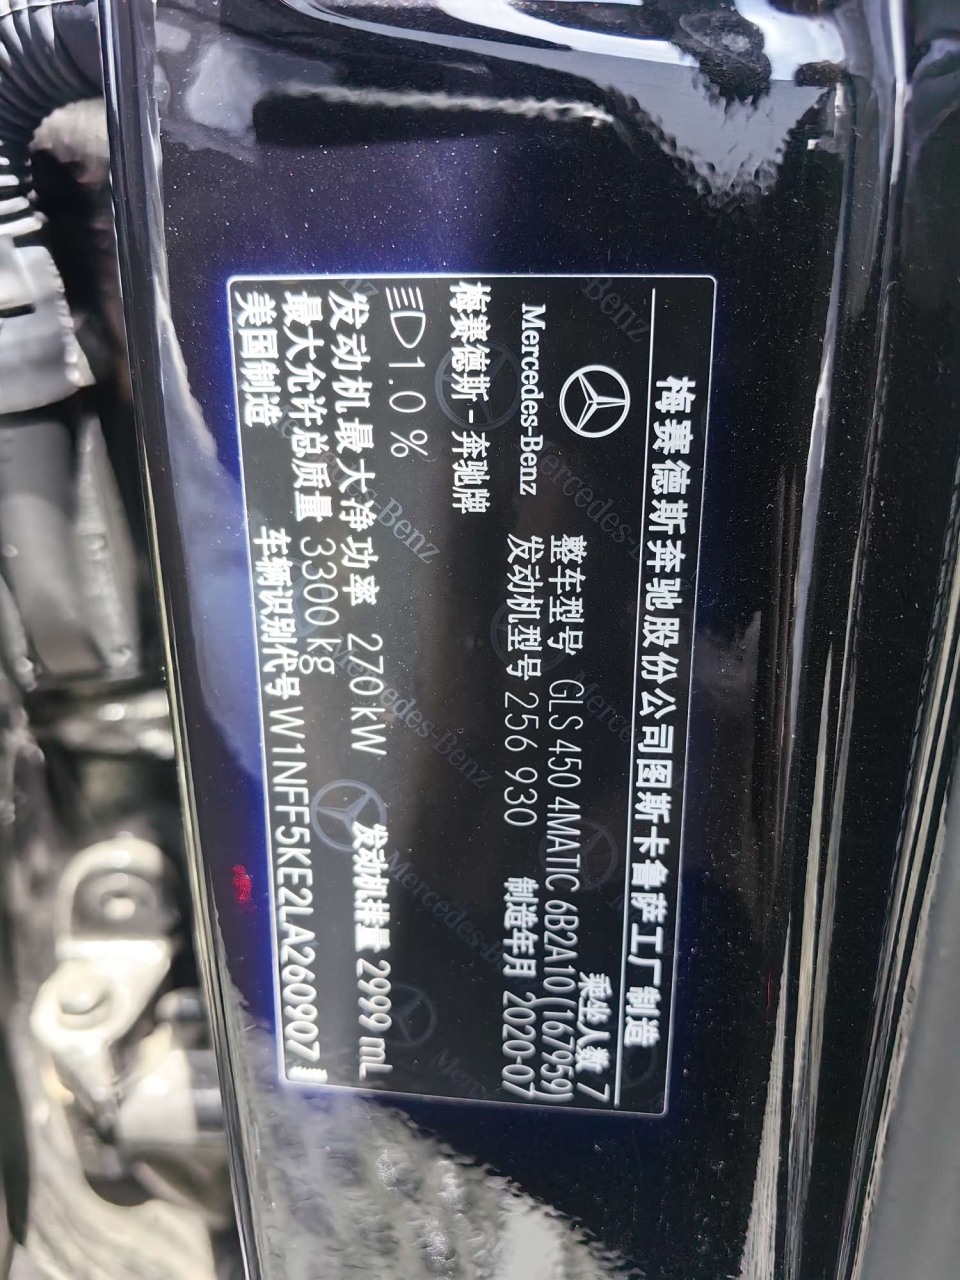 梅赛德斯奔驰股份公司图斯卡鲁萨工厂制造
乘坐人数 7
整车型号 GLS 450 4MATIC 6B2A10 (167959)
Mercedes-Benz
发动机型号 256 930 制造年月 2020-07
梅赛德斯-奔驰牌
1.0 %
发动机最大净功率 270 kW 发动机排量 2999 mL
最大允许总质量 3300 kg
美国制造 车辆识别代号 W1NFF5KE2LA260907